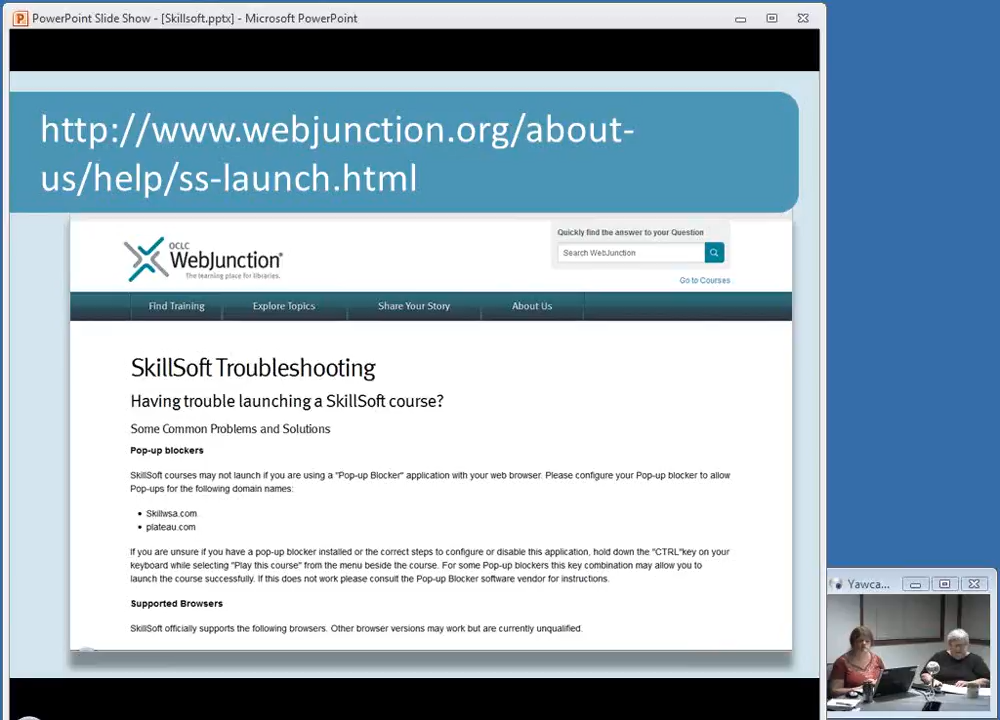 PowerPoint Slide Show - [Skillsoft.pptx] - Microsoft PowerPoint
http://www.webjunction.org/about-
us/help/ss-launch.html
Quickly find the answer to your Question
OCLC
WebJunction®
The learning place for libraries.
Search WebJunction
Go to Courses
Find Training Explore Topics Share Your Story About Us
SkillSoft Troubleshooting
Having trouble launching a SkillSoft course?
Some Common Problems and Solutions
Pop-up blockers
SkillSoft courses may not launch if you are using a "Pop-up Blocker" application with your web browser. Please configure your Pop-up blocker to allow
Pop-ups for the following domain names:
• Skillwsa.com
• plateau.com
If you are unsure if you have a pop-up blocker installed or the correct steps to configure or disable this application, hold down the "CTRL"key on your
keyboard while selecting "Play this course" from the menu beside the course. For some Pop-up blockers this key combination may allow you to
launch the course successfully. If this does not work please consult the Pop-up Blocker software vendor for instructions.
Supported Browsers
SkillSoft officially supports the following browsers. Other browser versions may work but are currently unqualified.
Yawca...